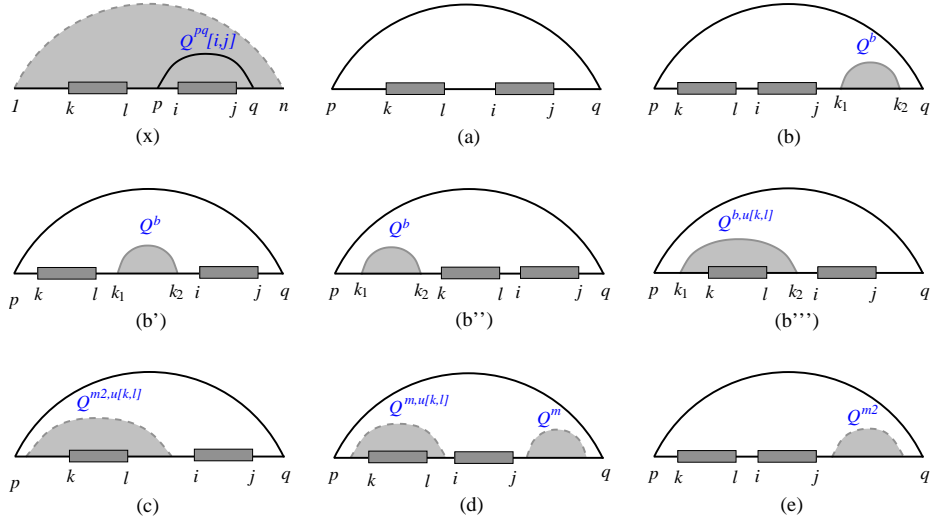 Q^{pq}[i,j]
1 k l p i j q n
(x)
p k l i j q
(a)
Q^b
p k l i j k_1 k_2 q
(b)
Q^b
p k l k_1 k_2 i j q
(b’)
Q^b
p k_1 k_2 k l i j q
(b’’)
Q^{b,u[k,l]}
p k_1 k l k_2 i j q
(b’’’)
Q^{m2,u[k,l]}
p k l i j q
(c)
Q^{m,u[k,l]} Q^m
p k l i j q
(d)
Q^{m2}
p k l i j q
(e)